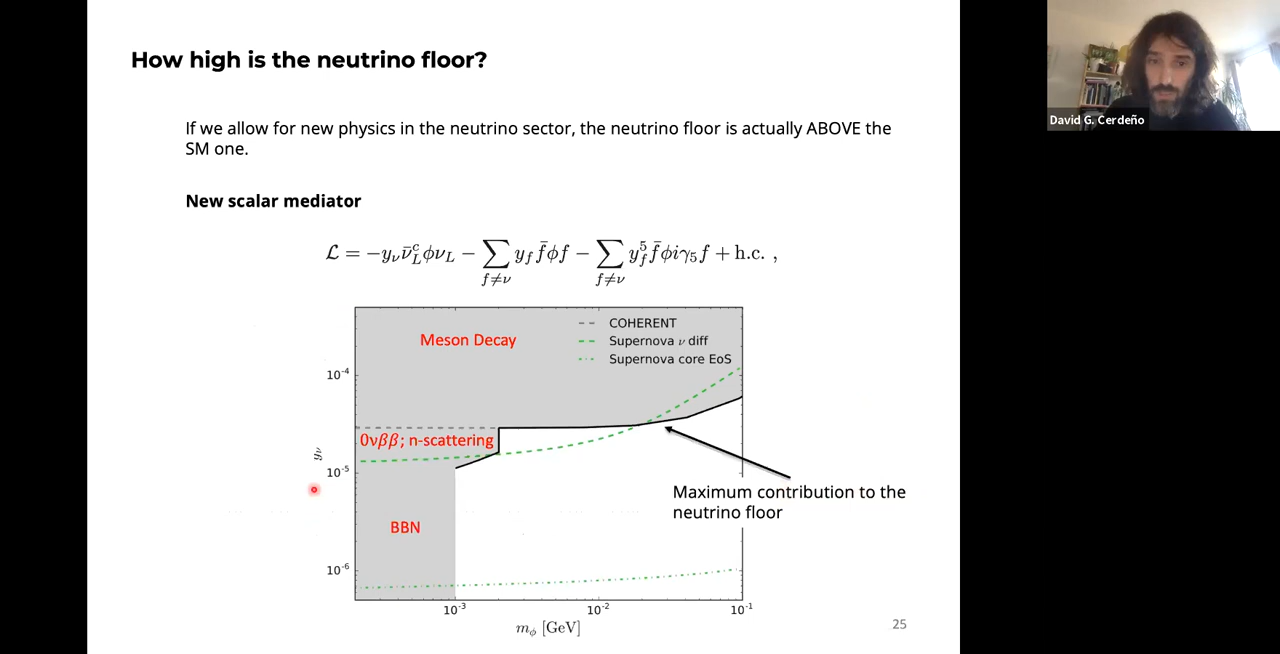 How high is the neutrino floor?
If we allow for new physics in the neutrino sector, the neutrino floor is actually ABOVE the
SM one.
New scalar mediator
ℒ = −y_ν ν̄_L^c ϕ ν_L − ∑_{f≠ν} y_f f̄ ϕ f − ∑_{f≠ν} y_f^5 f̄ ϕ i γ_5 f + h.c. ,
Meson Decay
COHERENT
Supernova ν diff
Supernova core EoS
10^-4
0νββ; n-scattering
y_ν
10^-5
Maximum contribution to the
neutrino floor
BBN
10^-6
10^-3
10^-2
10^-1
m_ϕ [GeV]
25
David G. Cerdeño